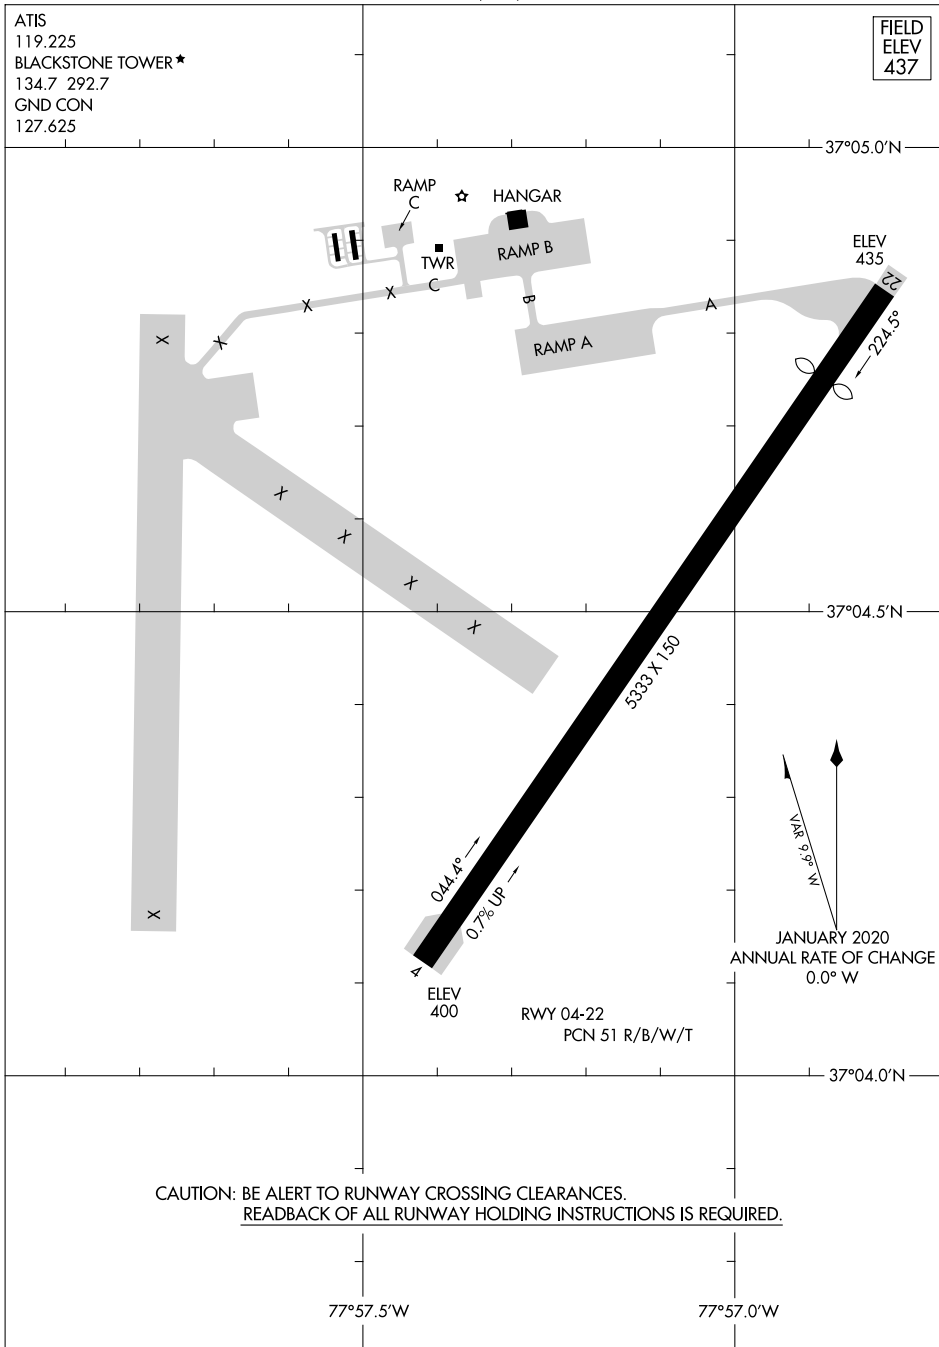 ATIS
119.225
BLACKSTONE TOWER★
134.7 292.7
GND CON
127.625
FIELD
ELEV
437
37°05.0'N
RAMP
C
HANGAR
TWR
RAMP B
C
B
RAMP A
A
ELEV
435
22
224.5°
X
X
X
X
X
X
X
X
X
X
37°04.5'N
5333 X 150
VAR 9.9° W
044.4°
0.7% UP
4
ELEV
400
JANUARY 2020
ANNUAL RATE OF CHANGE
0.0° W
RWY 04-22
PCN 51 R/B/W/T
37°04.0'N
CAUTION: BE ALERT TO RUNWAY CROSSING CLEARANCES.
READBACK OF ALL RUNWAY HOLDING INSTRUCTIONS IS REQUIRED.
77°57.5'W
77°57.0'W